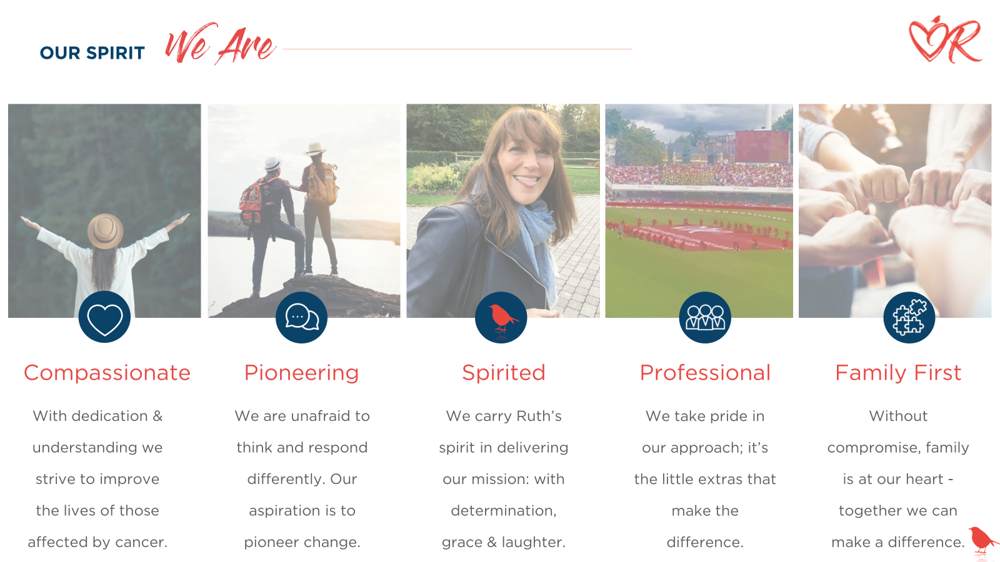 OUR SPIRIT We Are
R
Compassionate
With dedication &
understanding we
strive to improve
the lives of those
affected by cancer.
Pioneering
We are unafraid to
think and respond
differently. Our
aspiration is to
pioneer change.
Spirited
We carry Ruth’s
spirit in delivering
our mission: with
determination,
grace & laughter.
Professional
We take pride in
our approach; it’s
the little extras that
make the
difference.
Family First
Without
compromise, family
is at our heart -
together we can
make a difference.